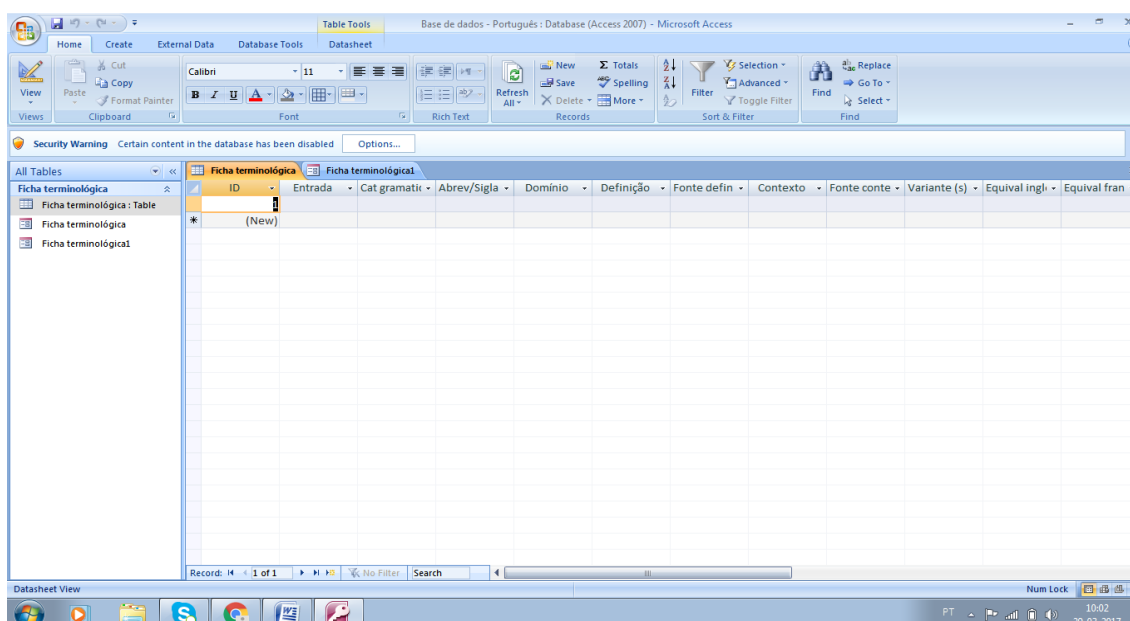 Table Tools Base de dados - Português : Database (Access 2007) - Microsoft Access
Home Create External Data Database Tools Datasheet
View
Views
Paste
Cut
Copy
Format Painter
Clipboard
Calibri 11
B I U A
Font
Rich Text
Refresh All
New
Save
Delete
Σ Totals
Spelling
More
Records
Filter
Selection
Advanced
Toggle Filter
Sort & Filter
Find
Replace
Go To
Select
Find
Security Warning Certain content in the database has been disabled Options...
All Tables
Ficha terminológica
Ficha terminológica : Table
Ficha terminológica
Ficha terminológica1
Ficha terminológica Ficha terminológica1
ID Entrada Cat gramatic Abrev/Sigla Domínio Definição Fonte defin Contexto Fonte conte Variante (s) Equival ingl Equival fran
1
* (New)
Record: 1 of 1 No Filter Search
Datasheet View Num Lock
PT 10:02